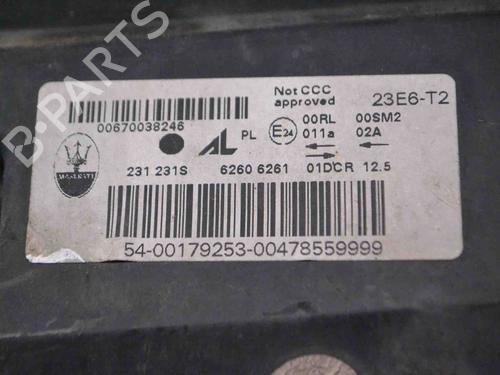 B-PARTS
Not CCC
approved
23E6-T2
00670038246
AL
PL
E24
00RL 00SM2
011a 02A
MASERATI
231 231S 6260 6261 01DCR 12.5
54-00179253-00478559999